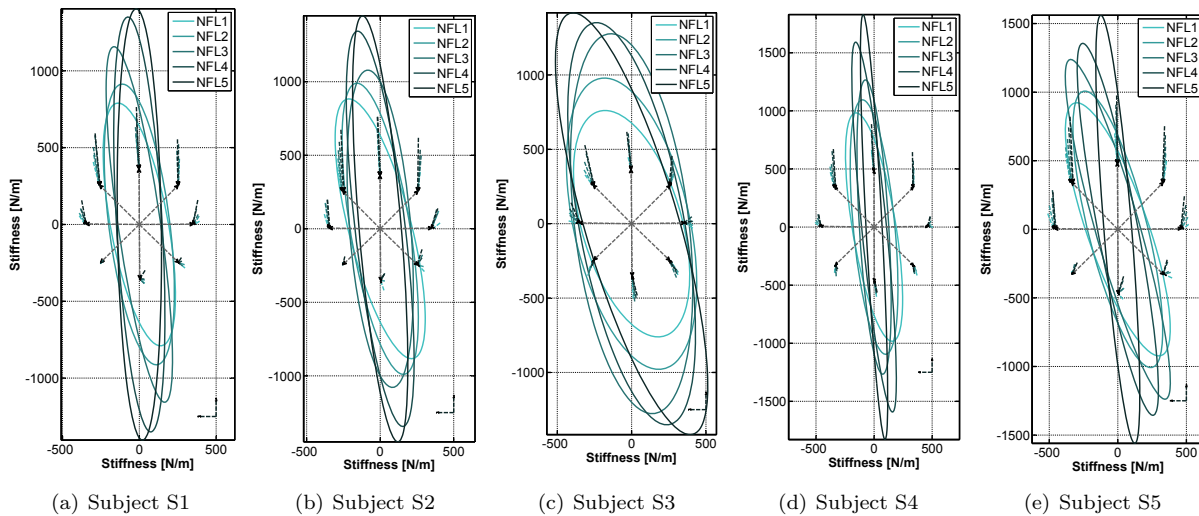 NFL1
NFL2
NFL3
NFL4
NFL5
1000
500
0
-500
-1000
Stiffness [N/m]
-500 0 500
Stiffness [N/m]
(a) Subject S1
NFL1
NFL2
NFL3
NFL4
NFL5
1000
500
0
-500
-1000
Stiffness [N/m]
-500 0 500
Stiffness [N/m]
(b) Subject S2
NFL1
NFL2
NFL3
NFL4
NFL5
1000
500
0
-500
-1000
Stiffness [N/m]
-500 0 500
Stiffness [N/m]
(c) Subject S3
NFL1
NFL2
NFL3
NFL4
NFL5
1500
1000
500
0
-500
-1000
-1500
Stiffness [N/m]
-500 0 500
Stiffness [N/m]
(d) Subject S4
NFL1
NFL2
NFL3
NFL4
NFL5
1500
1000
500
0
-500
-1000
-1500
Stiffness [N/m]
-500 0 500
Stiffness [N/m]
(e) Subject S5